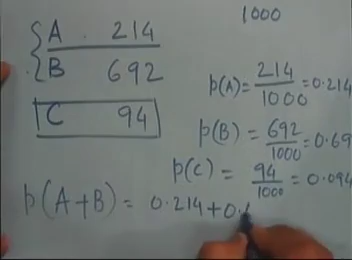 1000
A . 214
B 692
C 94
p(A) = 214/1000 = 0.214
p(B) = 692/1000 = 0.69
p(C) = 94/1000 = 0.094
p(A+B) = 0.214+0.